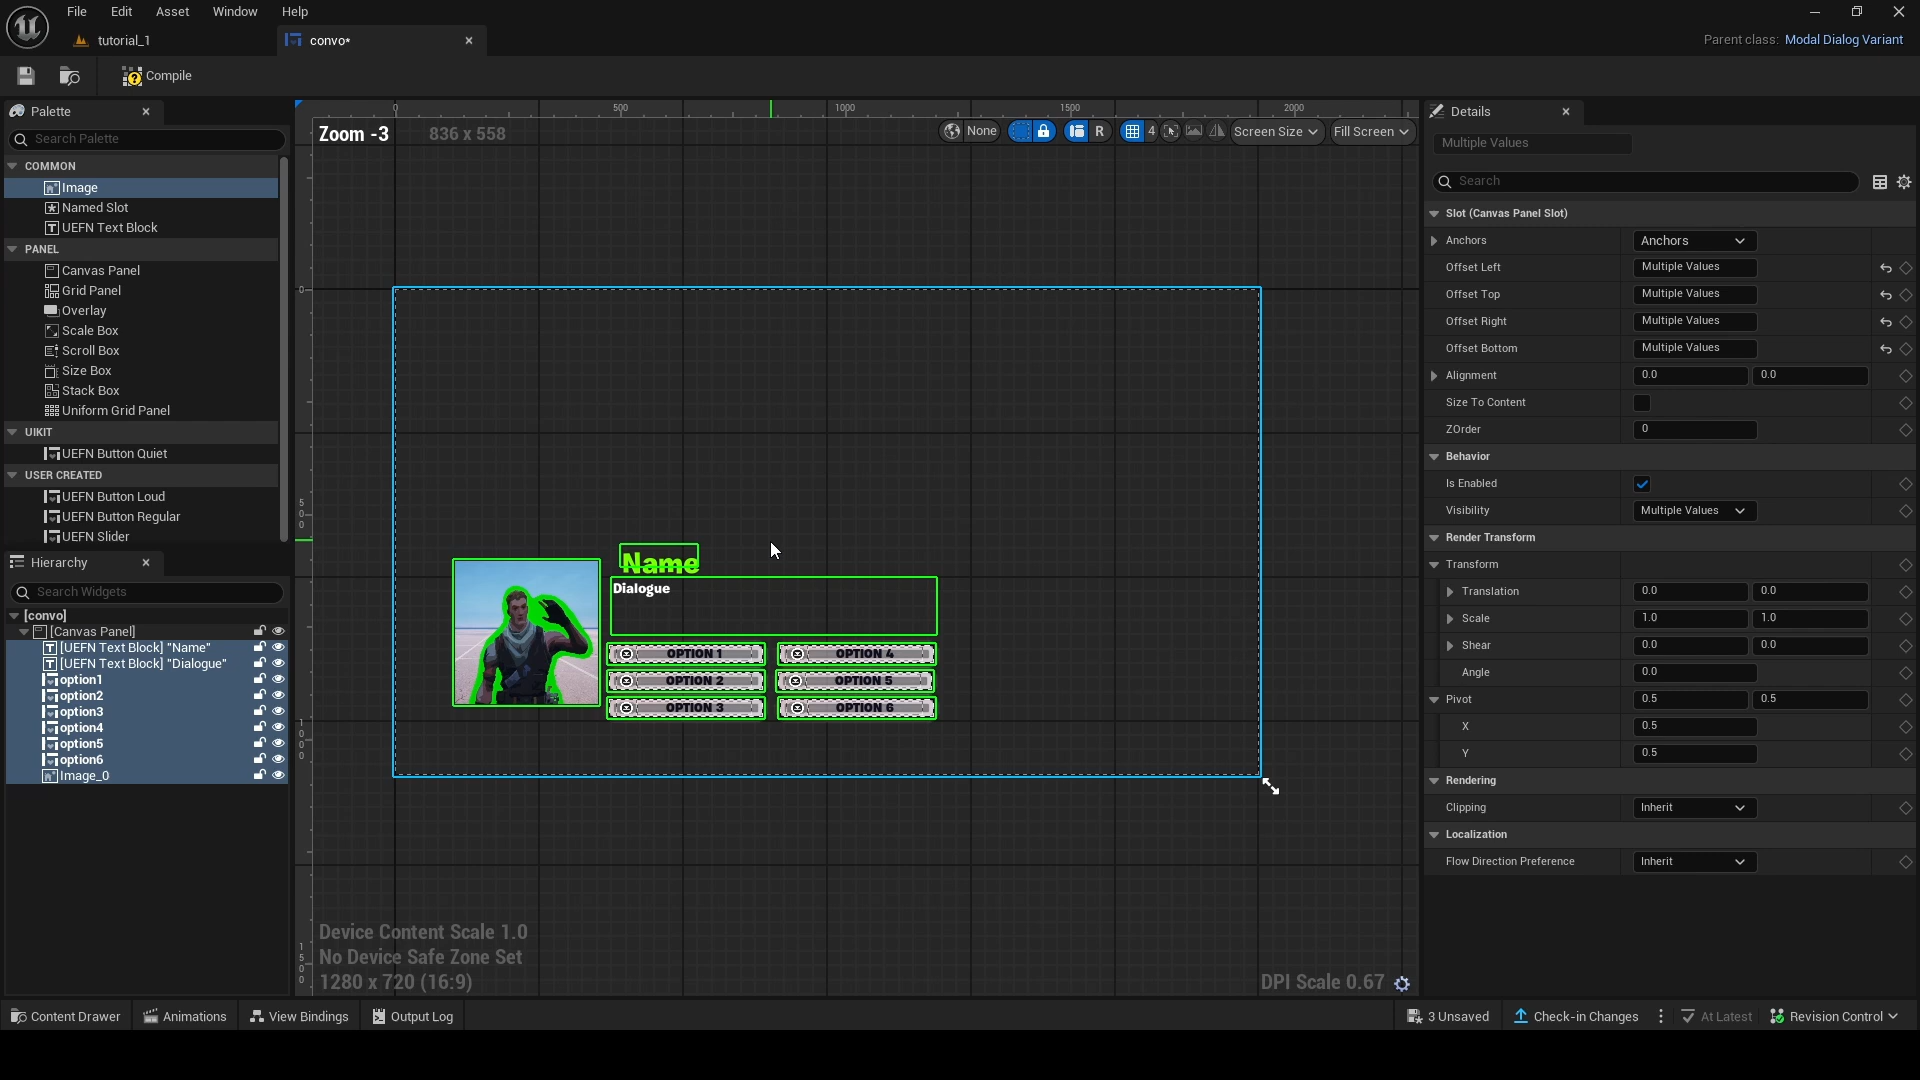 File Edit Asset Window Help
tutorial_1
convo*
Parent class: Modal Dialog Variant
Compile
Palette
Search Palette
COMMON
Image
Named Slot
UEFN Text Block
PANEL
Canvas Panel
Grid Panel
Overlay
Scale Box
Scroll Box
Size Box
Stack Box
Uniform Grid Panel
UIKIT
UEFN Button Quiet
USER CREATED
UEFN Button Loud
UEFN Button Regular
UEFN Slider
Hierarchy
Search Widgets
[convo]
[Canvas Panel]
[UEFN Text Block] "Name"
[UEFN Text Block] "Dialogue"
option1
option2
option3
option4
option5
option6
Image_0
0 500 1000 1500 2000
Zoom -3 836 x 558
None R 4 Screen Size Fill Screen
0
500
1000
1500
Name
Dialogue
OPTION 1 OPTION 4
OPTION 2 OPTION 5
OPTION 3 OPTION 6
Device Content Scale 1.0
No Device Safe Zone Set
1280 x 720 (16:9)
DPI Scale 0.67
Details
Multiple Values
Search
Slot (Canvas Panel Slot)
Anchors Anchors
Offset Left Multiple Values
Offset Top Multiple Values
Offset Right Multiple Values
Offset Bottom Multiple Values
Alignment 0.0 0.0
Size To Content
ZOrder 0
Behavior
Is Enabled
Visibility Multiple Values
Render Transform
Transform
Translation 0.0 0.0
Scale 1.0 1.0
Shear 0.0 0.0
Angle 0.0
Pivot 0.5 0.5
X 0.5
Y 0.5
Rendering
Clipping Inherit
Localization
Flow Direction Preference Inherit
Content Drawer Animations View Bindings Output Log
3 Unsaved Check-in Changes At Latest Revision Control